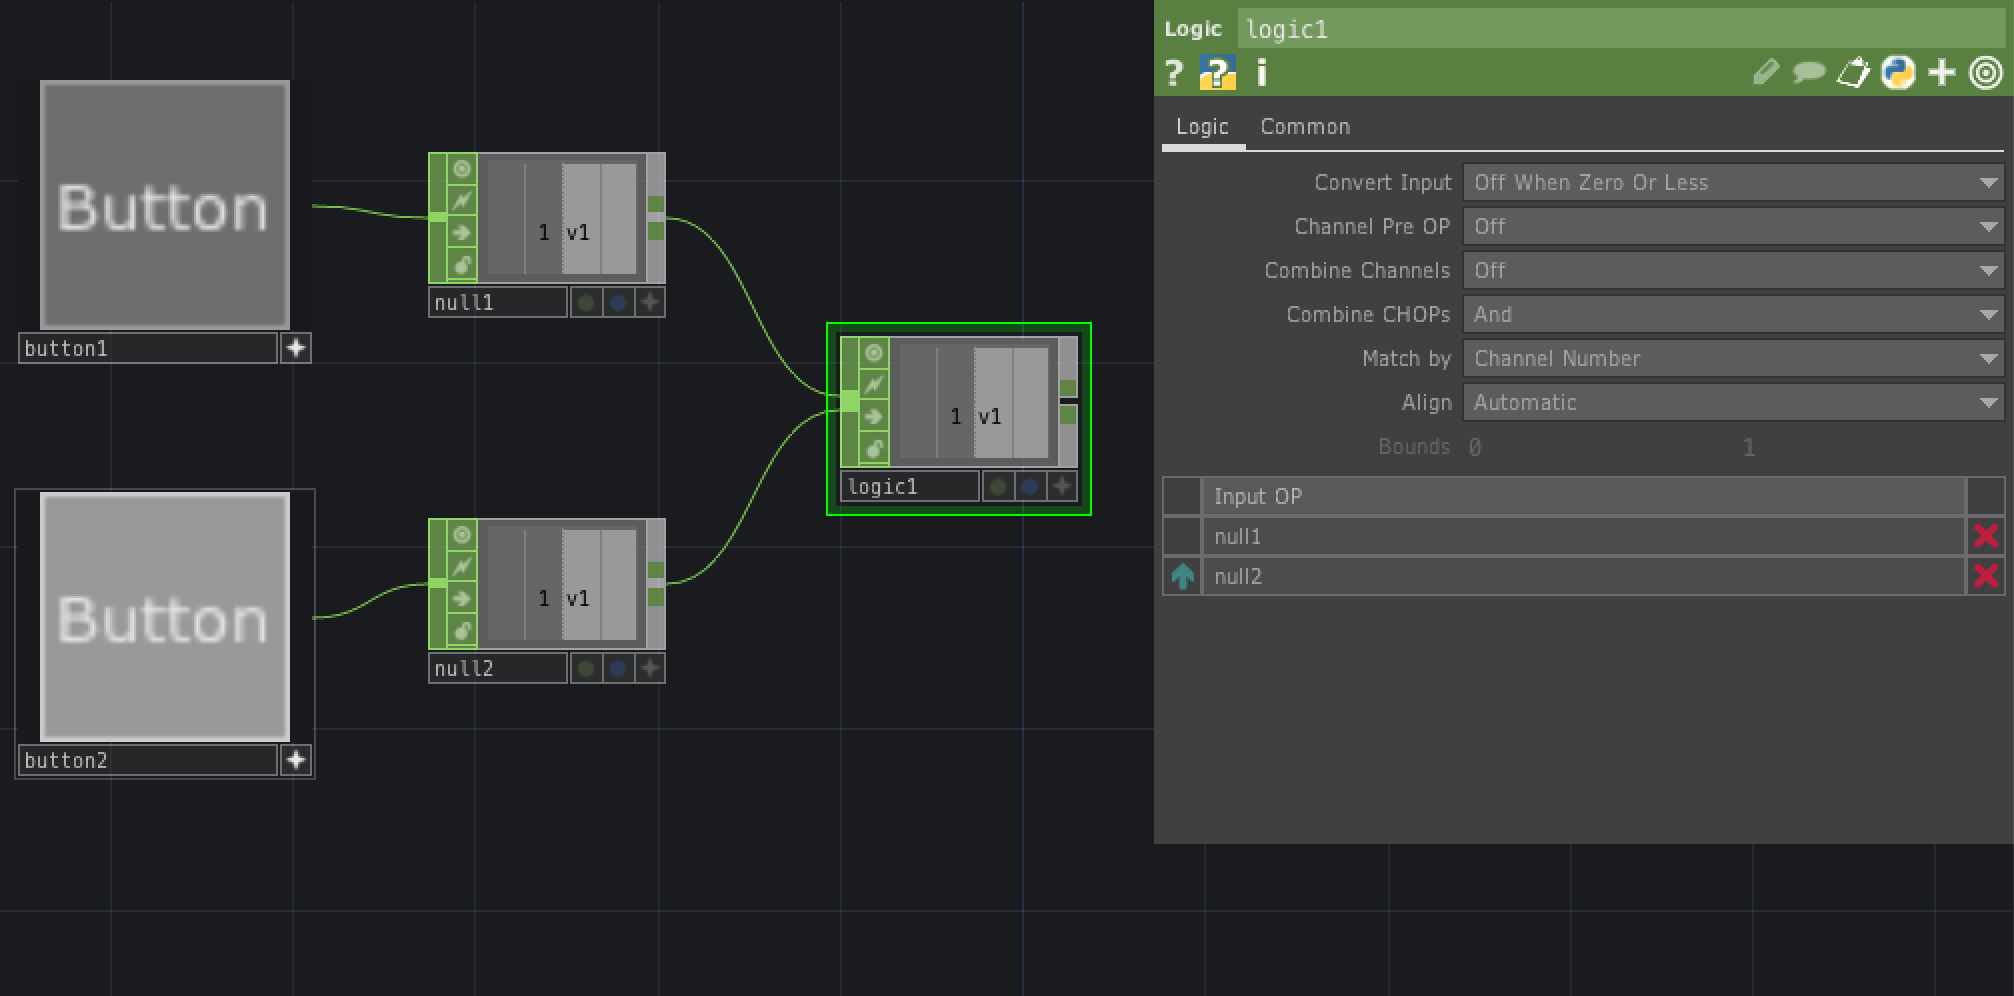 Button
button1
1 v1
null1
Button
button2
1 v1
null2
1 v1
logic1
Logic logic1
? ? i
Logic Common
Convert Input Off When Zero Or Less
Channel Pre OP Off
Combine Channels Off
Combine CHOPs And
Match by Channel Number
Align Automatic
Bounds 0 1
Input OP
null1
null2